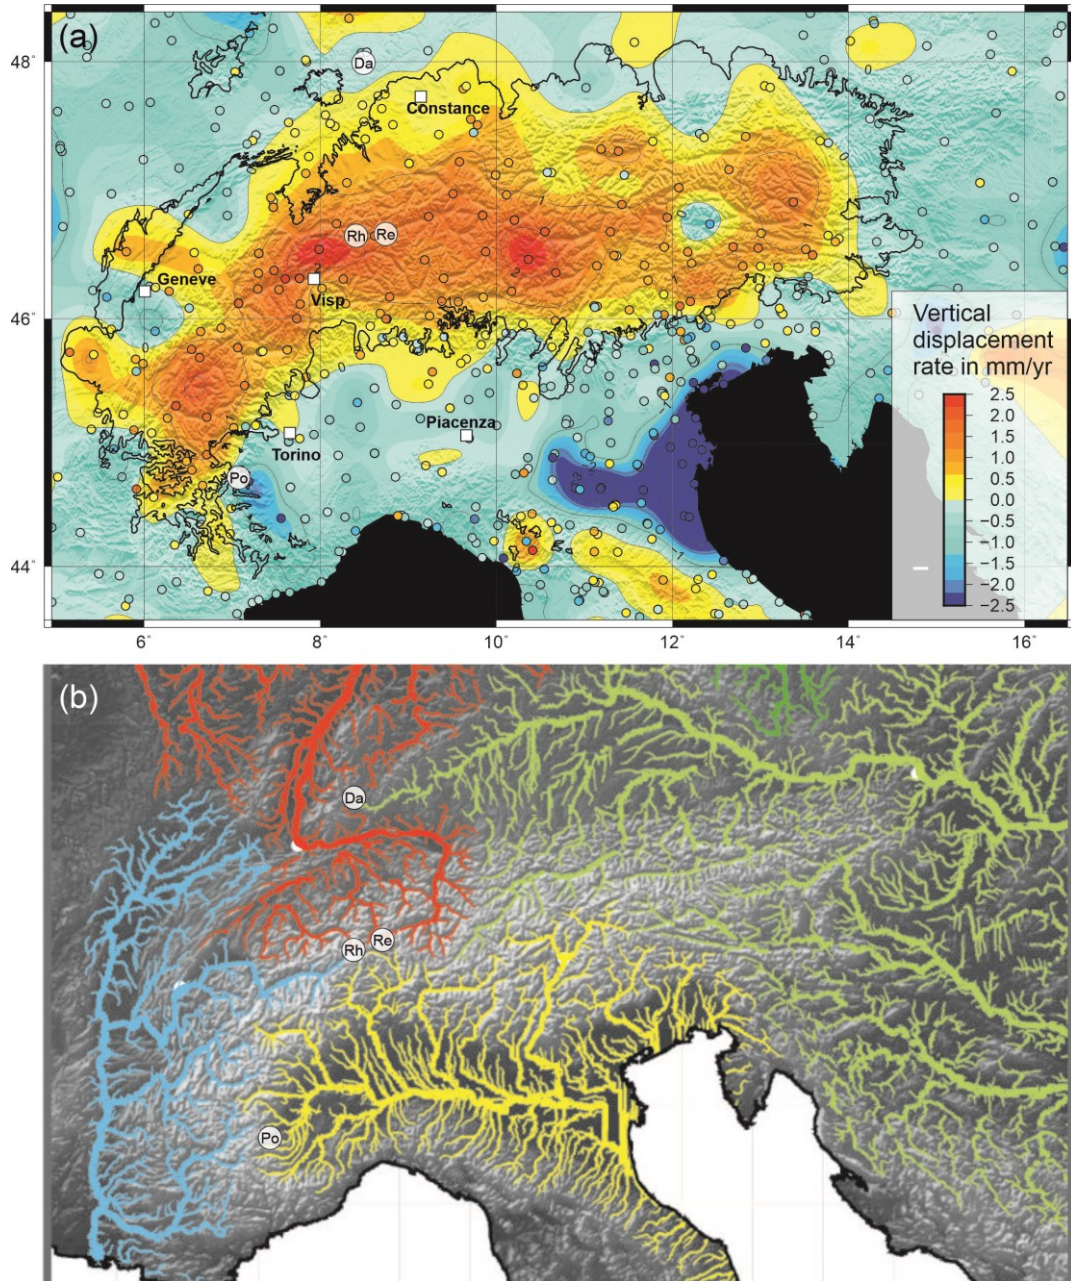 (a)
48°
Da
Constance
Rh
Re
Geneve
Visp
46°
Vertical
displacement
rate in mm/yr
2.5
2.0
1.5
1.0
0.5
0.0
−0.5
−1.0
−1.5
−2.0
−2.5
Piacenza
Torino
Po
44°
6°
8°
10°
12°
14°
16°
(b)
Da
Re
Rh
Po